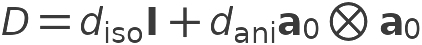 D = d_iso 𝐈 + d_ani 𝐚_0 ⊗ 𝐚_0